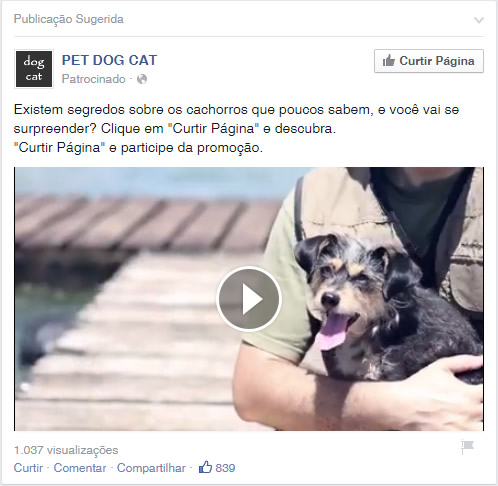 Publicação Sugerida
dog
cat
PET DOG CAT
Patrocinado ·
Curtir Página
Existem segredos sobre os cachorros que poucos sabem, e você vai se
surpreender? Clique em "Curtir Página" e descubra.
"Curtir Página" e participe da promoção.
1.037 visualizações
Curtir · Comentar · Compartilhar · 839